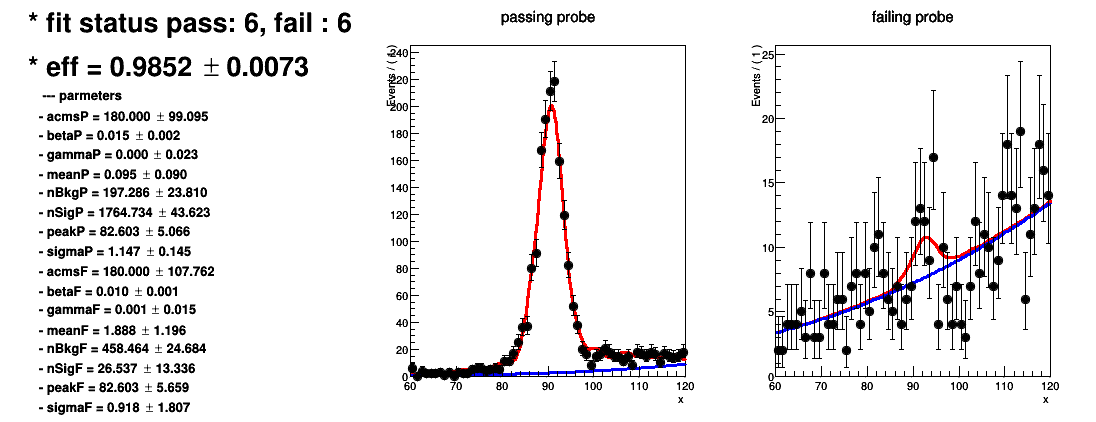 * fit status pass: 6, fail : 6
* eff = 0.9852 ± 0.0073
--- parmeters
- acmsP = 180.000 ± 99.095
- betaP = 0.015 ± 0.002
- gammaP = 0.000 ± 0.023
- meanP = 0.095 ± 0.090
- nBkgP = 197.286 ± 23.810
- nSigP = 1764.734 ± 43.623
- peakP = 82.603 ± 5.066
- sigmaP = 1.147 ± 0.145
- acmsF = 180.000 ± 107.762
- betaF = 0.010 ± 0.001
- gammaF = 0.001 ± 0.015
- meanF = 1.888 ± 1.196
- nBkgF = 458.464 ± 24.684
- nSigF = 26.537 ± 13.336
- peakF = 82.603 ± 5.659
- sigmaF = 0.918 ± 1.807
passing probe
Events / ( 1 )
240
220
200
180
160
140
120
100
80
60
40
20
0
60 70 80 90 100 110 120
x
failing probe
Events / ( 1 )
25
20
15
10
5
0
60 70 80 90 100 110 120
x